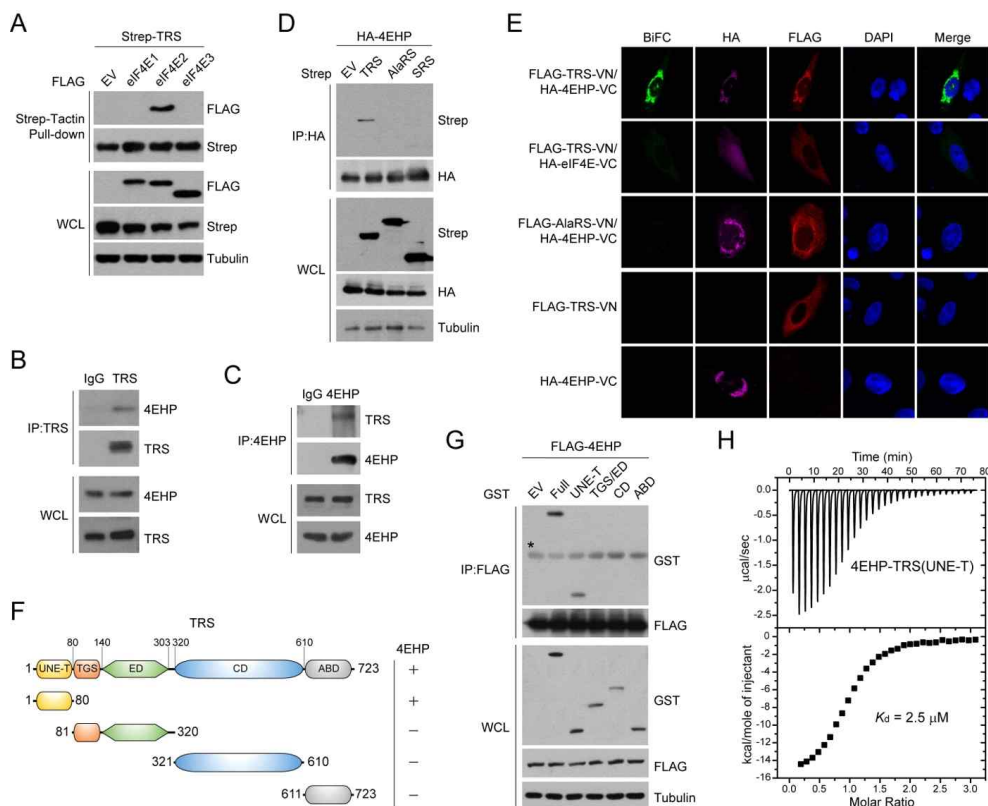 A
Strep-TRS
FLAG EV eIF4E1 eIF4E2 eIF4E3
Strep-Tactin
Pull-down
FLAG
Strep
WCL
FLAG
Strep
Tubulin
B
IgG TRS
IP:TRS
4EHP
TRS
WCL
4EHP
TRS
C
IgG 4EHP
IP:4EHP
TRS
4EHP
WCL
TRS
4EHP
D
HA-4EHP
Strep EV TRS AlaRS SRS
IP:HA
Strep
HA
WCL
Strep
HA
Tubulin
E
BiFC HA FLAG DAPI Merge
FLAG-TRS-VN/
HA-4EHP-VC
FLAG-TRS-VN/
HA-eIF4E-VC
FLAG-AlaRS-VN/
HA-4EHP-VC
FLAG-TRS-VN
HA-4EHP-VC
F
TRS
80 140 303 320 610 4EHP
1 UNE-T TGS ED CD ABD 723 +
1 80 +
81 320 −
321 610 −
611 723 −
G
FLAG-4EHP
GST EV Full UNE-T TGS/ED CD ABD
*
IP:FLAG
GST
FLAG
WCL
GST
FLAG
Tubulin
H
Time (min)
0 10 20 30 40 50 60 70 80
0.0
-0.5
-1.0
-1.5
-2.0
-2.5
µcal/sec
4EHP-TRS(UNE-T)
0
-2
-4
-6
-8
-10
-12
-14
-16
kcal/mole of injectant
Kd = 2.5 µM
0.0 0.5 1.0 1.5 2.0 2.5 3.0
Molar Ratio